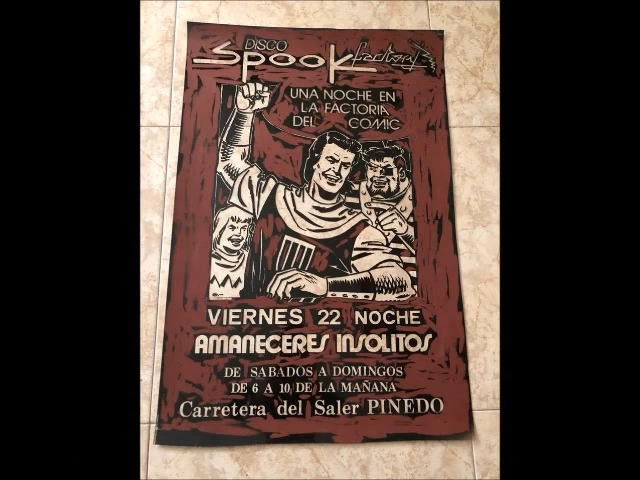 DISCO
SPOOK factory
UNA NOCHE EN
LA FACTORIA
DEL COMIC
VIERNES 22 NOCHE
AMANECERES INSOLITOS
DE SABADOS A DOMINGOS
DE 6 A 10 DE LA MAÑANA
Carretera del Saler PINEDO